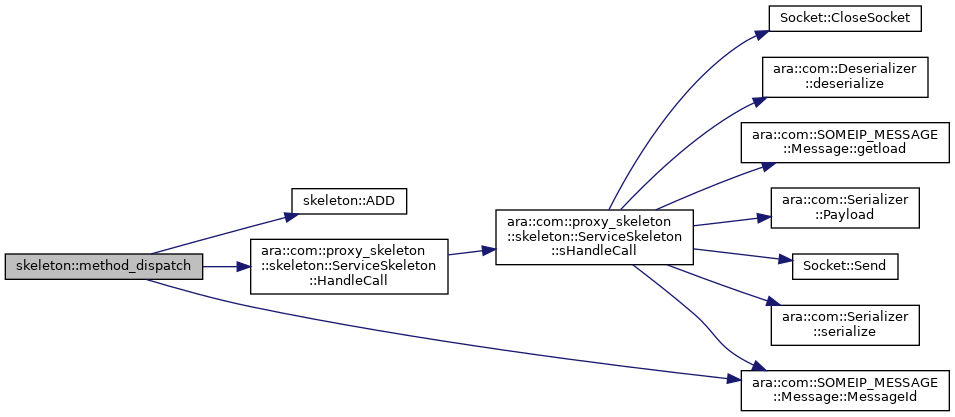 skeleton::method_dispatch
skeleton::ADD
ara::com::proxy_skeleton
::skeleton::ServiceSkeleton
::HandleCall
ara::com::proxy_skeleton
::skeleton::ServiceSkeleton
::sHandleCall
Socket::CloseSocket
ara::com::Deserializer
::deserialize
ara::com::SOMEIP_MESSAGE
::Message::getload
ara::com::Serializer
::Payload
Socket::Send
ara::com::Serializer
::serialize
ara::com::SOMEIP_MESSAGE
::Message::MessageId